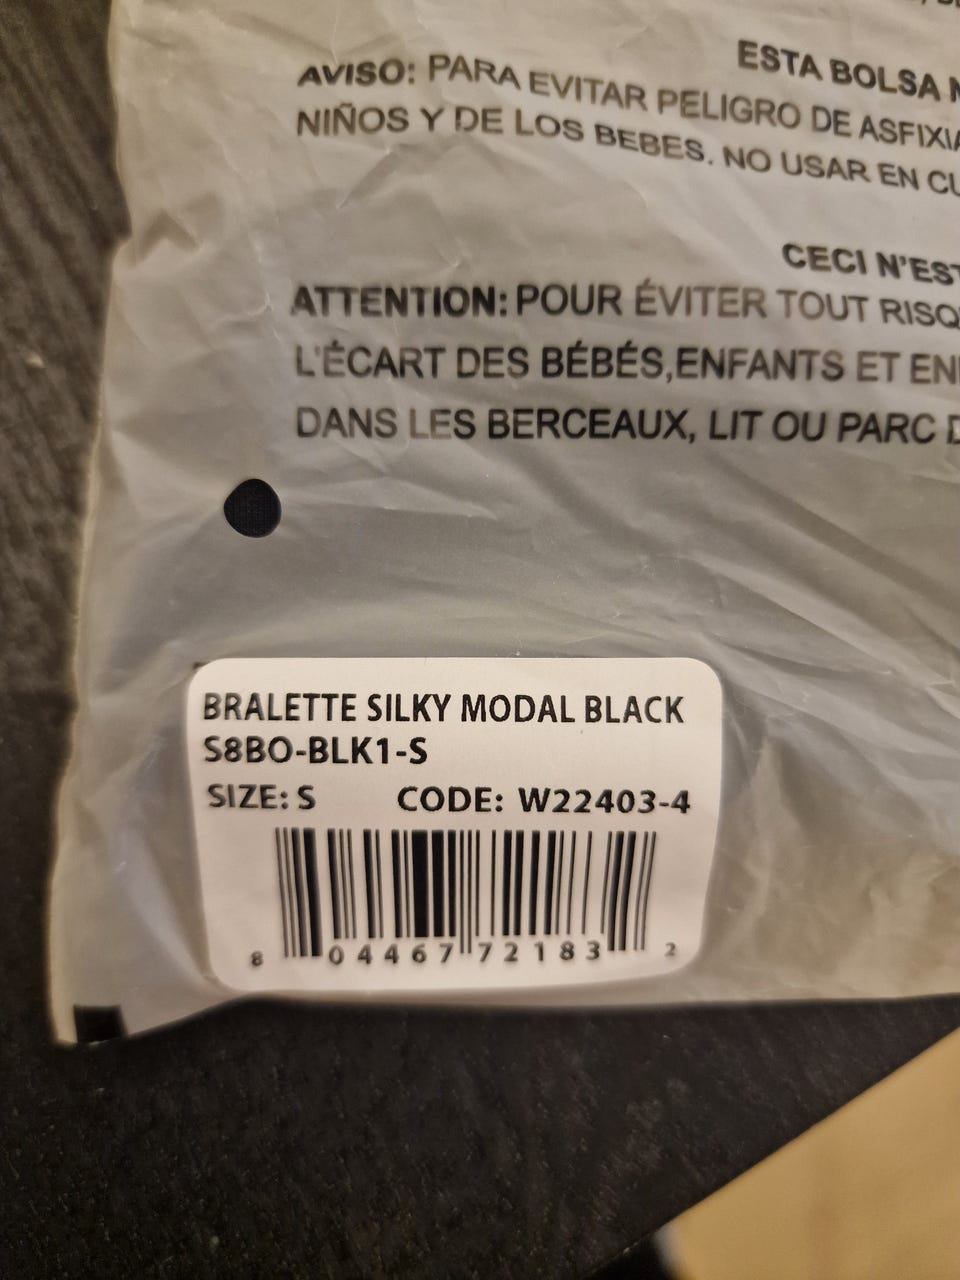 ESTA BOLSA
AVISO: PARA EVITAR PELIGRO DE ASFIXIA
NIÑOS Y DE LOS BEBES. NO USAR EN
CECI N'EST
ATTENTION: POUR ÉVITER TOUT
L'ÉCART DES BÉBÉS,ENFANTS ET
DANS LES BERCEAUX, LIT OU PARC
BRALETTE SILKY MODAL BLACK
S8BO-BLK1-S
SIZE: S CODE: W22403-4
8 04467 72183 2